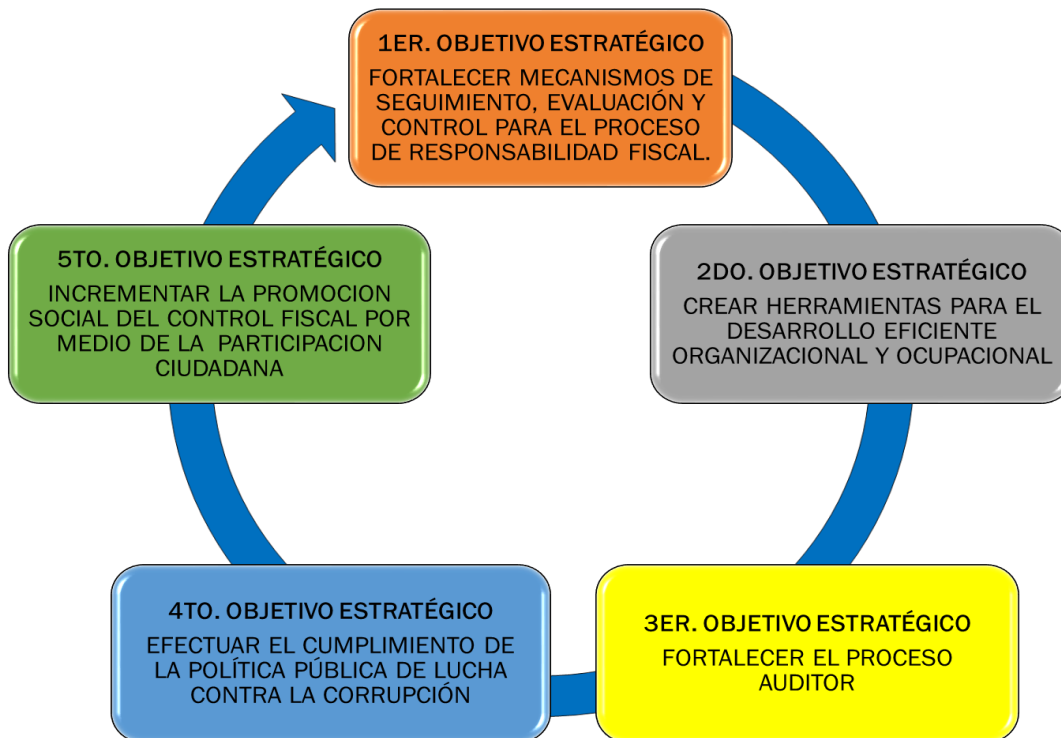 1ER. OBJETIVO ESTRATÉGICO
FORTALECER MECANISMOS DE
SEGUIMIENTO, EVALUACIÓN Y
CONTROL PARA EL PROCESO
DE RESPONSABILIDAD FISCAL.
2DO. OBJETIVO ESTRATÉGICO
CREAR HERRAMIENTAS PARA EL
DESARROLLO EFICIENTE
ORGANIZACIONAL Y OCUPACIONAL
3ER. OBJETIVO ESTRATÉGICO
FORTALECER EL PROCESO
AUDITOR
4TO. OBJETIVO ESTRATÉGICO
EFECTUAR EL CUMPLIMIENTO DE
LA POLÍTICA PÚBLICA DE LUCHA
CONTRA LA CORRUPCIÓN
5TO. OBJETIVO ESTRATÉGICO
INCREMENTAR LA PROMOCION
SOCIAL DEL CONTROL FISCAL POR
MEDIO DE LA PARTICIPACION
CIUDADANA